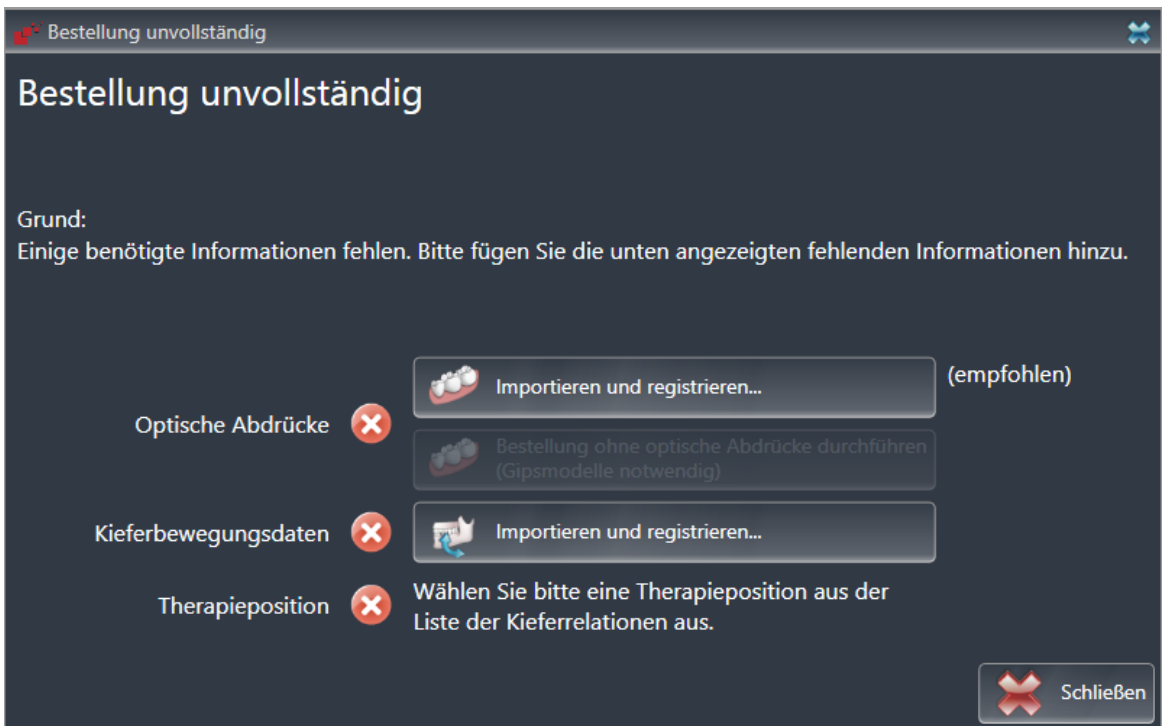 Bestellung unvollständig
Bestellung unvollständig
Grund:
Einige benötigte Informationen fehlen. Bitte fügen Sie die unten angezeigten fehlenden Informationen hinzu.
Optische Abdrücke
Importieren und registrieren...
(empfohlen)
Bestellung ohne optische Abdrücke durchführen
(Gipsmodelle notwendig)
Kieferbewegungsdaten
Importieren und registrieren...
Therapieposition
Wählen Sie bitte eine Therapieposition aus der
Liste der Kieferrelationen aus.
Schließen